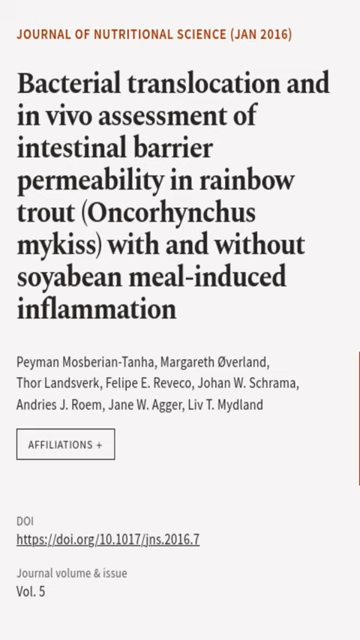 JOURNAL OF NUTRITIONAL SCIENCE (JAN 2016)
Bacterial translocation and
in vivo assessment of
intestinal barrier
permeability in rainbow
trout (Oncorhynchus
mykiss) with and without
soyabean meal-induced
inflammation
Peyman Mosberian-Tanha, Margareth Øverland,
Thor Landsverk, Felipe E. Reveco, Johan W. Schrama,
Andries J. Roem, Jane W. Agger, Liv T. Mydland
AFFILIATIONS +
DOI
https://doi.org/10.1017/jns.2016.7
Journal volume & issue
Vol. 5